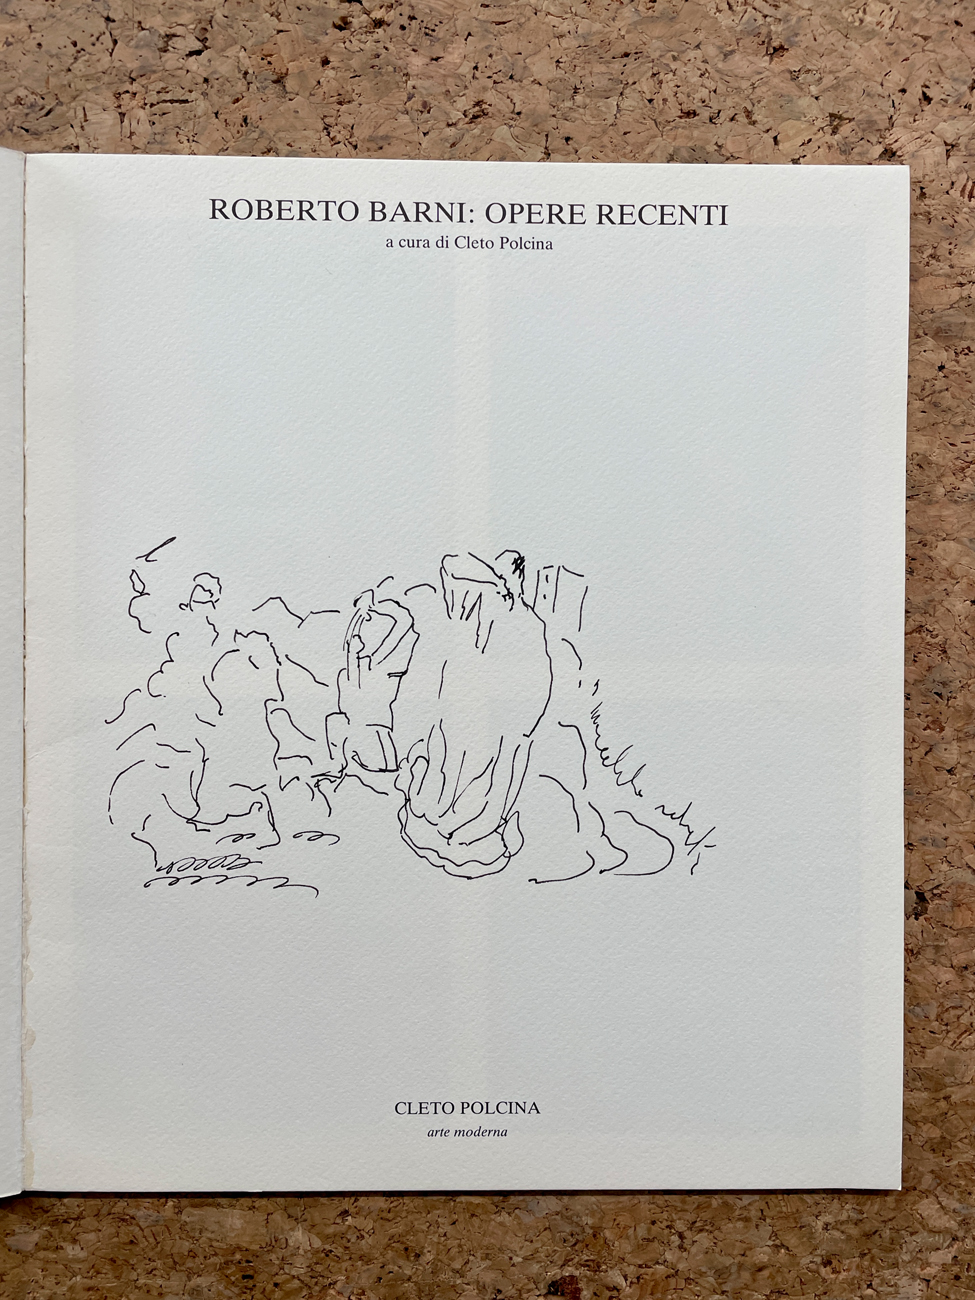 ROBERTO BARNI: OPERE RECENTI
a cura di Cleto Polcina
CLETO POLCINA
arte moderna